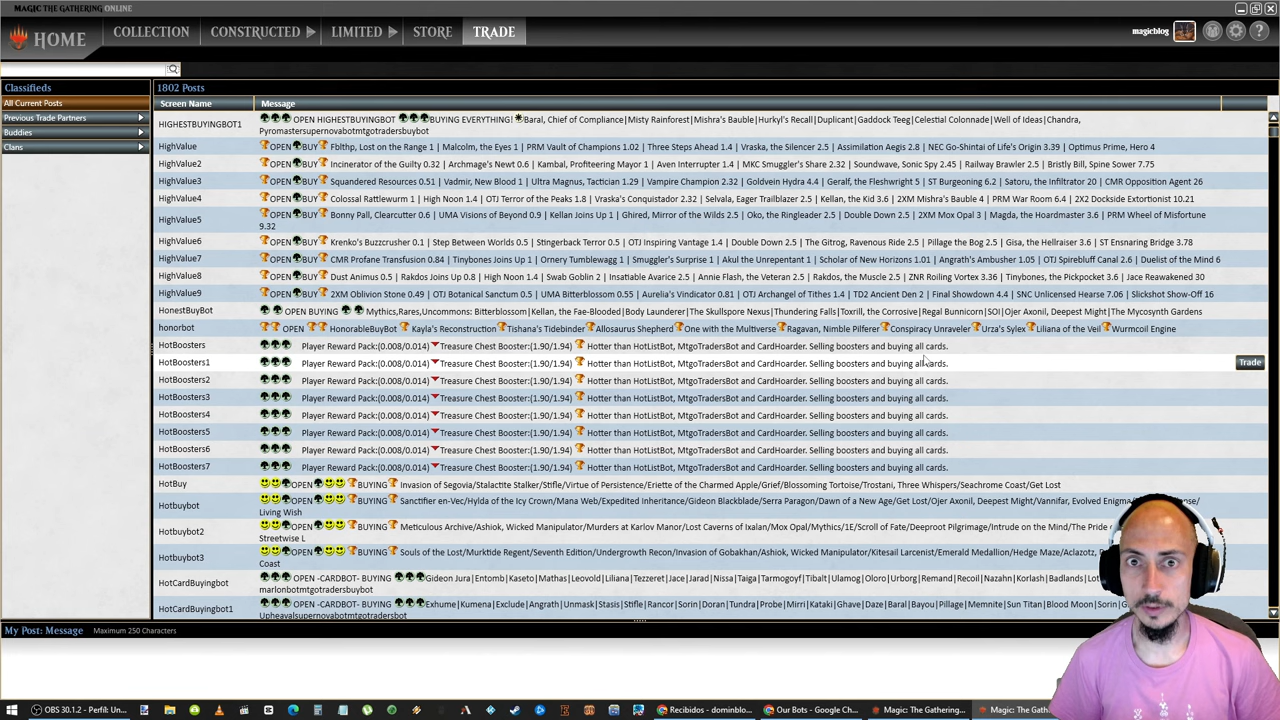 MAGIC THE GATHERING ONLINE
HOME COLLECTION CONSTRUCTED LIMITED STORE TRADE magicblog
Classifieds
All Current Posts
Previous Trade Partners
Buddies
Clans
1802 Posts
Screen Name Message
HIGHESTBUYINGBOT1 OPEN HIGHESTBUYINGBOT BUYING EVERYTHING! Baral, Chief of Compliance|Misty Rainforest|Mishra's Bauble|Hurkyl's Recall|Duplicant|Gaddock Teeg|Celestial Colonnade|Well of Ideas|Chandra,
Pyromastersupernovabotmtgotradersbuybot
HighValue OPEN BUY Fblthp, Lost on the Range 1 | Malcolm, the Eyes 1 | PRM Vault of Champions 1.02 | Three Steps Ahead 1.4 | Vraska, the Silencer 2.5 | Assimilation Aegis 2.8 | NEC Go-Shintai of Life's Origin 3.39 | Optimus Prime, Hero 4
HighValue2 OPEN BUY Incinerator of the Guilty 0.32 | Archmage's Newt 0.6 | Kambal, Profiteering Mayor 1 | Aven Interrupter 1.4 | MKC Smuggler's Share 2.32 | Soundwave, Sonic Spy 2.45 | Railway Brawler 2.5 | Bristly Bill, Spine Sower 7.75
HighValue3 OPEN BUY Squandered Resources 0.51 | Vadmir, New Blood 1 | Ultra Magnus, Tactician 1.29 | Vampire Champion 2.32 | Goldvein Hydra 4.4 | Geralf, the Fleshwright 5 | ST Burgeoning 6.2 | Satoru, the Infiltrator 20 | CMR Opposition Agent 26
HighValue4 OPEN BUY Colossal Rattlewurm 1 | High Noon 1.4 | OTJ Terror of the Peaks 1.8 | Vraska's Conquistador 2.32 | Selvala, Eager Trailblazer 2.5 | Kellan, the Kid 3.6 | 2XM Mishra's Bauble 4 | PRM War Room 6.4 | 2X2 Dockside Extortionist 10.21
HighValue5 OPEN BUY Bonny Pall, Clearcutter 0.6 | UMA Visions of Beyond 0.9 | Kellan Joins Up 1 | Ghired, Mirror of the Wilds 2.5 | Oko, the Ringleader 2.5 | Double Down 2.5 | 2XM Mox Opal 3 | Magda, the Hoardmaster 3.6 | PRM Wheel of Misfortune
9.32
HighValue6 OPEN BUY Krenko's Buzzcrusher 0.1 | Step Between Worlds 0.5 | Stingerback Terror 0.5 | OTJ Inspiring Vantage 1.4 | Double Down 2.5 | The Gitrog, Ravenous Ride 2.5 | Pillage the Bog 2.5 | Gisa, the Hellraiser 3.6 | ST Ensnaring Bridge 3.78
HighValue7 OPEN BUY CMR Profane Transfusion 0.84 | Tinybones Joins Up 1 | Ornery Tumblewagg 1 | Smuggler's Surprise 1 | Akul the Unrepentant 1 | Scholar of New Horizons 1.01 | Angrath's Ambusher 1.05 | OTJ Spirebluff Canal 2.6 | Duelist of the Mind 6
HighValue8 OPEN BUY Dust Animus 0.5 | Rakdos Joins Up 0.8 | High Noon 1.4 | Swab Goblin 2 | Insatiable Avarice 2.5 | Annie Flash, the Veteran 2.5 | Rakdos, the Muscle 2.5 | ZNR Roiling Vortex 3.36 | Tinybones, the Pickpocket 3.6 | Jace Reawakened 30
HighValue9 OPEN BUY 2XM Oblivion Stone 0.49 | OTJ Botanical Sanctum 0.5 | UMA Bitterblossom 0.55 | Aurelia's Vindicator 0.81 | OTJ Archangel of Tithes 1.4 | TD2 Ancient Den 2 | Final Showdown 4.4 | SNC Unlicensed Hearse 7.06 | Slickshot Show-Off 16
HonestBuyBot OPEN BUYING Mythics,Rares,Uncommons: Bitterblossom|Kellan, the Fae-Blooded|Body Launderer|The Skullspore Nexus|Thundering Falls|Toxrill, the Corrosive|Regal Bunnicorn|SOI|Ojer Axonil, Deepest Might|The Mycosynth Gardens
honorbot OPEN HonorableBuyBot Kayla's Reconstruction Tishana's Tidebinder Allosaurus Shepherd One with the Multiverse Ragavan, Nimble Pilferer Conspiracy Unraveler Urza's Sylex Liliana of the Veil Wurmcoil Engine
HotBoosters Player Reward Pack:(0.008/0.014) Treasure Chest Booster:(1.90/1.94) Hotter than HotListBot, MtgoTradersBot and CardHoarder. Selling boosters and buying all cards.
HotBoosters1 Player Reward Pack:(0.008/0.014) Treasure Chest Booster:(1.90/1.94) Hotter than HotListBot, MtgoTradersBot and CardHoarder. Selling boosters and buying all cards. Trade
HotBoosters2 Player Reward Pack:(0.008/0.014) Treasure Chest Booster:(1.90/1.94) Hotter than HotListBot, MtgoTradersBot and CardHoarder. Selling boosters and buying all cards.
HotBoosters3 Player Reward Pack:(0.008/0.014) Treasure Chest Booster:(1.90/1.94) Hotter than HotListBot, MtgoTradersBot and CardHoarder. Selling boosters and buying all cards.
HotBoosters4 Player Reward Pack:(0.008/0.014) Treasure Chest Booster:(1.90/1.94) Hotter than HotListBot, MtgoTradersBot and CardHoarder. Selling boosters and buying all cards.
HotBoosters5 Player Reward Pack:(0.008/0.014) Treasure Chest Booster:(1.90/1.94) Hotter than HotListBot, MtgoTradersBot and CardHoarder. Selling boosters and buying all cards.
HotBoosters6 Player Reward Pack:(0.008/0.014) Treasure Chest Booster:(1.90/1.94) Hotter than HotListBot, MtgoTradersBot and CardHoarder. Selling boosters and buying all cards.
HotBoosters7 Player Reward Pack:(0.008/0.014) Treasure Chest Booster:(1.90/1.94) Hotter than HotListBot, MtgoTradersBot and CardHoarder. Selling boosters and buying all cards.
HotBuy OPEN BUYING Invasion of Segovia/Stalactite Stalker/Stifle/Virtue of Persistence/Eriette of the Charmed Apple/Grief/Blossoming Tortoise/Trostani, Three Whispers/Seachrome Coast/Get Lost
Hotbuybot OPEN BUYING Sanctifier en-Vec/Hylda of the Icy Crown/Mana Web/Expedited Inheritance/Gideon Blackblade/Serra Paragon/Dawn of a New Age/Get Lost/Ojer Axonil, Deepest Might/Vannifar, Evolved Enigma
Living Wish
Hotbuybot2 OPEN BUYING Meticulous Archive/Ashiok, Wicked Manipulator/Murders at Karlov Manor/Lost Caverns of Ixalan/Mox Opal/Mythics/1E/Scroll of Fate/Deeproot Pilgrimage/Intrude on the Mind/The Pride
Streetwise L
Hotbuybot3 OPEN BUYING Souls of the Lost/Murktide Regent/Seventh Edition/Undergrowth Recon/Invasion of Gobakhan/Ashiok, Wicked Manipulator/Kitesail Larcenist/Emerald Medallion/Hedge Maze/Aclazotz,
Coast
HotCardBuyingbot OPEN -CARDBOT- BUYING Gideon Jura|Entomb|Kaseto|Mathas|Leovold|Liliana|Tezzeret|Jace|Jarad|Nissa|Taiga|Tarmogoyf|Tibalt|Ulamog|Oloro|Urborg|Remand|Recoil|Nazahn|Korlash|Badlands|
marlonbotmtgotradersbuybot
HotCardBuyingbot1 OPEN -CARDBOT- BUYING Exhume|Kumena|Exclude|Angrath|Unmask|Stasis|Stifle|Rancor|Sorin|Doran|Tundra|Probe|Mirri|Kataki|Ghave|Daze|Baral|Bayou|Pillage|Memnite|Sun Titan|Blood Moon|Sorin,
Upheavalsupernovabotmtgotradersbot
My Post: Message Maximum 250 Characters
OBS 30.1.2 - Perfil: Un... Recibidos - dominblo... Our Bots - Google Ch... Magic: The Gathering... Magic: The Gath